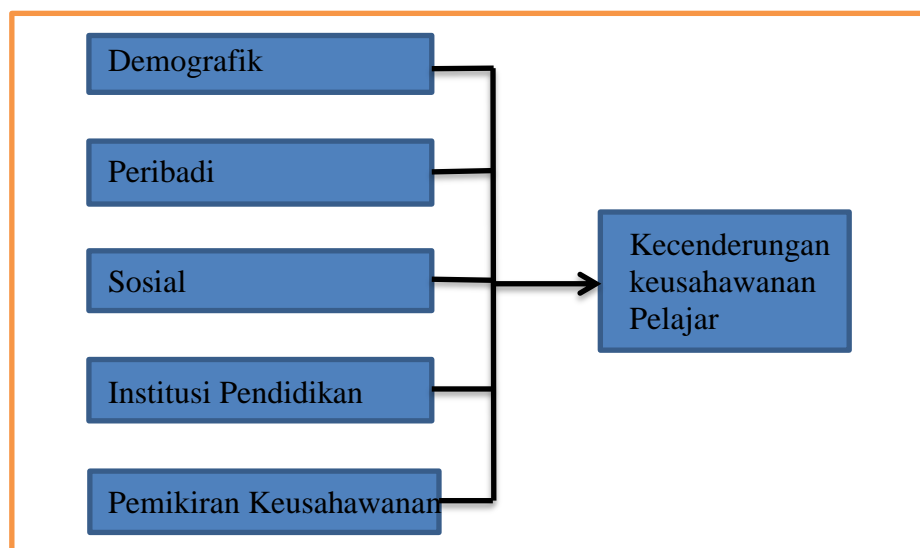 Demografik
Peribadi
Sosial
Institusi Pendidikan
Pemikiran Keusahawanan
Kecenderungan
keusahawanan
Pelajar